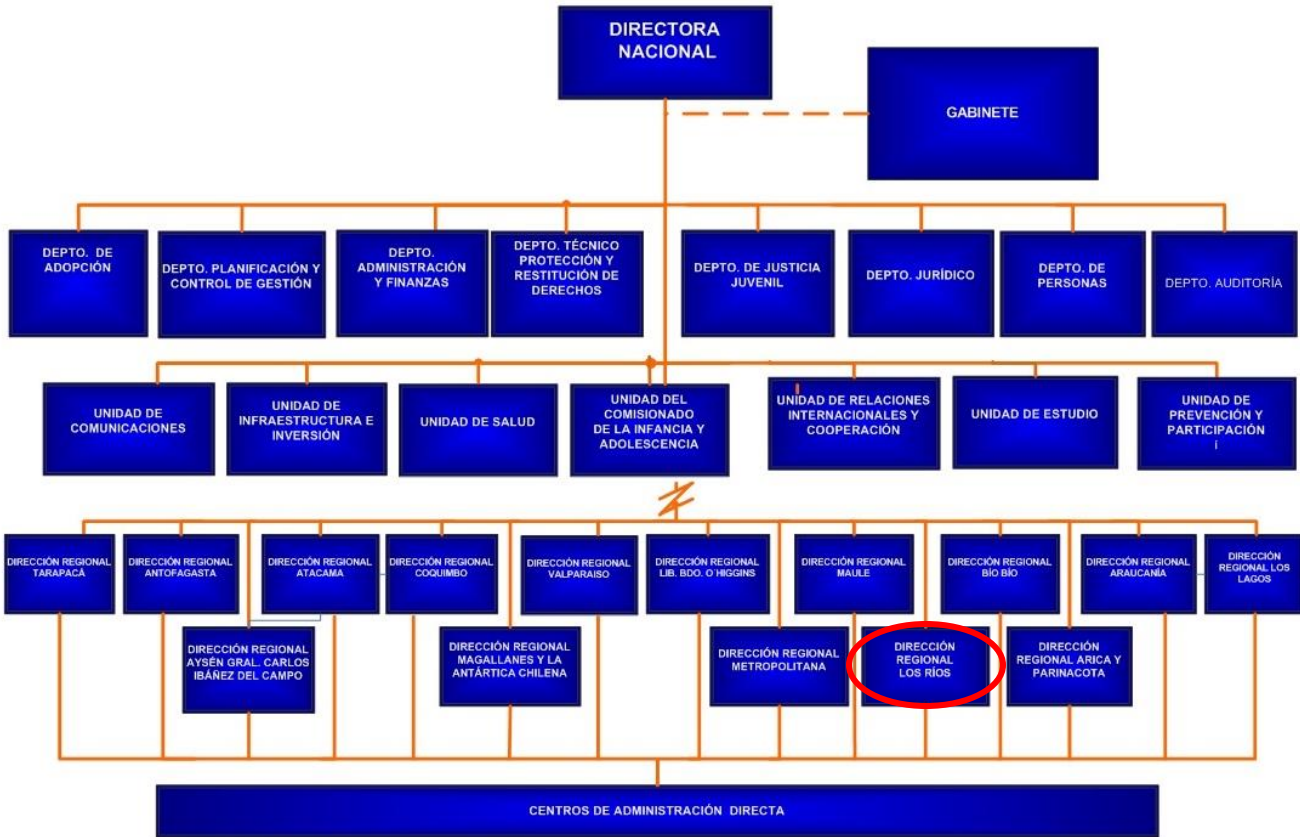 DIRECTORA
NACIONAL
GABINETE
DEPTO. DE
ADOPCIÓN
DEPTO. PLANIFICACIÓN Y
CONTROL DE GESTIÓN
DEPTO.
ADMINISTRACIÓN
Y FINANZAS
DEPTO. TÉCNICO
PROTECCIÓN Y
RESTITUCIÓN DE
DERECHOS
DEPTO. DE JUSTICIA
JUVENIL
DEPTO. JURÍDICO
DEPTO. DE
PERSONAS
DEPTO. AUDITORÍA
UNIDAD DE
COMUNICACIONES
UNIDAD DE
INFRAESTRUCTURA E
INVERSIÓN
UNIDAD DE SALUD
UNIDAD DEL
COMISIONADO
DE LA INFANCIA Y
ADOLESCENCIA
UNIDAD DE RELACIONES
INTERNACIONALES Y
COOPERACIÓN
UNIDAD DE ESTUDIO
UNIDAD DE
PREVENCIÓN Y
PARTICIPACIÓN
Í
DIRECCIÓN REGIONAL
TARAPACÁ
DIRECCIÓN REGIONAL
ANTOFAGASTA
DIRECCIÓN REGIONAL
ATACAMA
DIRECCIÓN REGIONAL
COQUIMBO
DIRECCIÓN REGIONAL
VALPARAISO
DIRECCIÓN REGIONAL
LIB. BDO. O HIGGINS
DIRECCIÓN REGIONAL
MAULE
DIRECCIÓN REGIONAL
BÍO BÍO
DIRECCIÓN REGIONAL
ARAUCANÍA
DIRECCIÓN
REGIONAL LOS
LAGOS
DIRECCIÓN REGIONAL
AYSÉN GRAL. CARLOS
IBÁÑEZ DEL CAMPO
DIRECCIÓN REGIONAL
MAGALLANES Y LA
ANTÁRTICA CHILENA
DIRECCIÓN REGIONAL
METROPOLITANA
DIRECCIÓN
REGIONAL
LOS RÍOS
DIRECCIÓN
REGIONAL ARICA Y
PARINACOTA
CENTROS DE ADMINISTRACIÓN DIRECTA